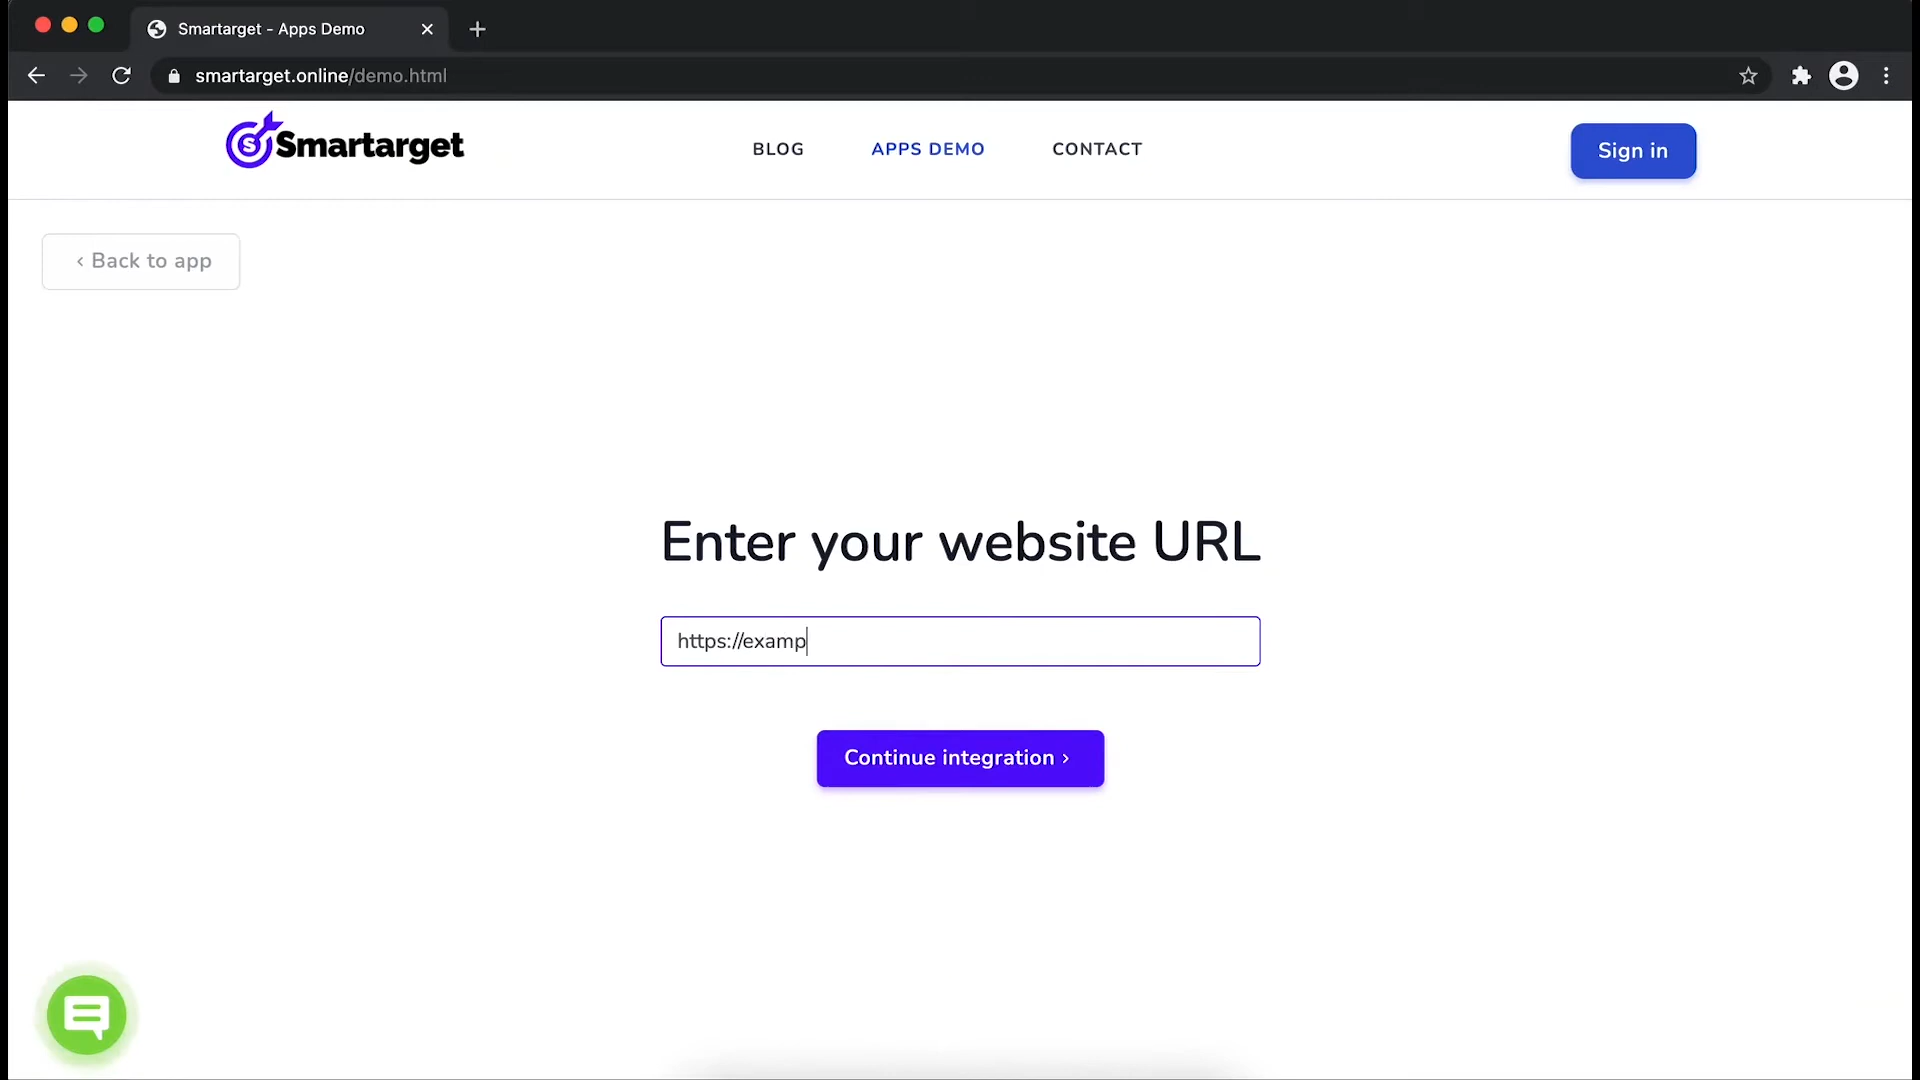 Smartarget - Apps Demo
smartarget.online/demo.html
Smartarget
BLOG
APPS DEMO
CONTACT
Sign in
‹ Back to app
Enter your website URL
https://examp
Continue integration ›